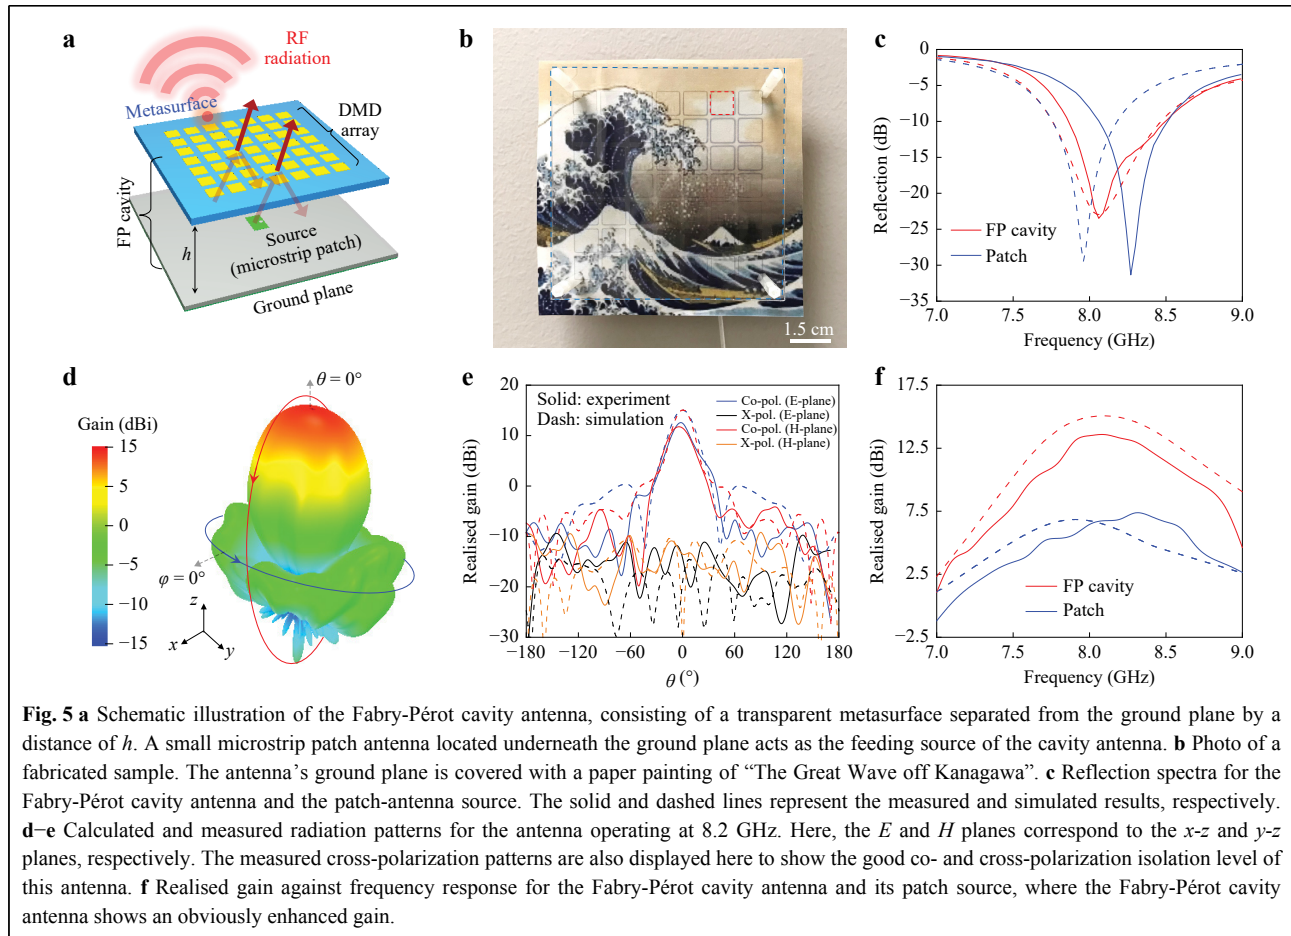 a
RF
radiation
Metasurface
DMD
array
FP cavity
h
Source
(microstrip patch)
Ground plane
b
1.5 cm
c
Reflection (dB)
0
−5
−10
−15
−20
−25
−30
−35
FP cavity
Patch
7.0 7.5 8.0 8.5 9.0
Frequency (GHz)
d
θ = 0°
Gain (dBi)
15
5
0
−5
−10
−15
φ = 0°
z
x
y
e
Realised gain (dBi)
20
10
0
−10
−20
−30
Solid: experiment
Dash: simulation
Co-pol. (E-plane)
X-pol. (E-plane)
Co-pol. (H-plane)
X-pol. (H-plane)
−180 −120 −60 0 60 120 180
θ (°)
f
Realised gain (dBi)
17.5
12.5
7.5
2.5
−2.5
FP cavity
Patch
7.0 7.5 8.0 8.5 9.0
Frequency (GHz)
Fig. 5 a Schematic illustration of the Fabry-Pérot cavity antenna, consisting of a transparent metasurface separated from the ground plane by a
distance of h. A small microstrip patch antenna located underneath the ground plane acts as the feeding source of the cavity antenna. b Photo of a
fabricated sample. The antenna’s ground plane is covered with a paper painting of “The Great Wave off Kanagawa”. c Reflection spectra for the
Fabry-Pérot cavity antenna and the patch-antenna source. The solid and dashed lines represent the measured and simulated results, respectively.
d−e Calculated and measured radiation patterns for the antenna operating at 8.2 GHz. Here, the E and H planes correspond to the x-z and y-z
planes, respectively. The measured cross-polarization patterns are also displayed here to show the good co- and cross-polarization isolation level of
this antenna. f Realised gain against frequency response for the Fabry-Pérot cavity antenna and its patch source, where the Fabry-Pérot cavity
antenna shows an obviously enhanced gain.